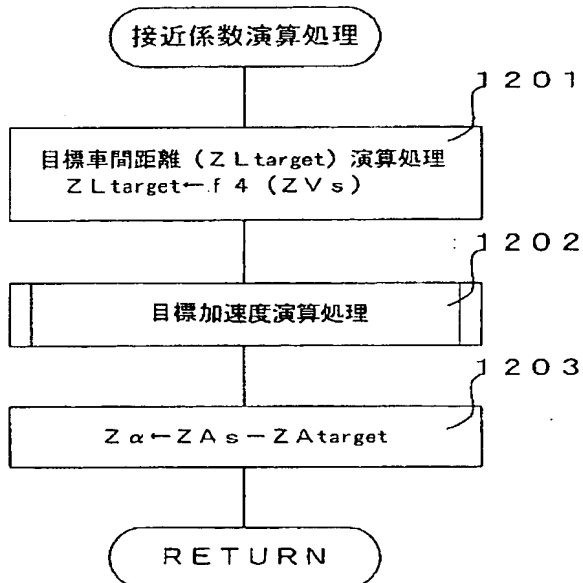 接近係数演算処理
1201
目標車間距離（ZLtarget）演算処理
ZLtarget←f4（ZVs）
1202
目標加速度演算処理
1203
Zα←ZAs－ZAtarget
RETURN